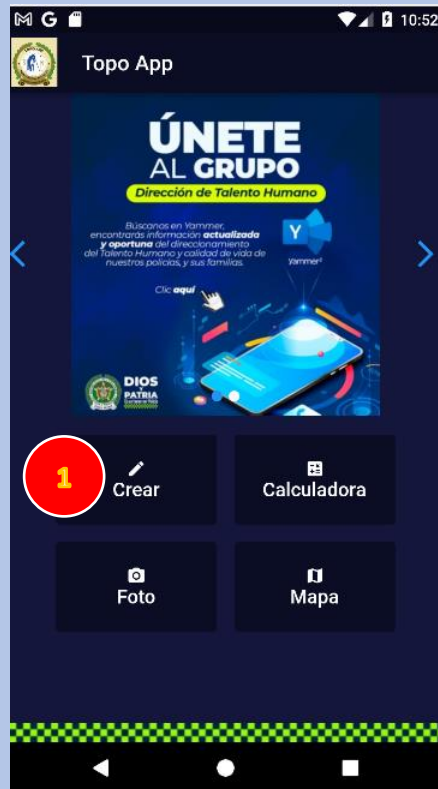 10:52
Topo App
ÚNETE
AL GRUPO
Dirección de Talento Humano
Búscanos en Yammer,
encontrarás información actualizada
y oportuna del direccionamiento
del Talento Humano y calidad de vida de
nuestros policías, y sus familias.
Y
yammer
Clic aquí
DIOS
Y
PATRIA
1
Crear
Calculadora
Foto
Mapa